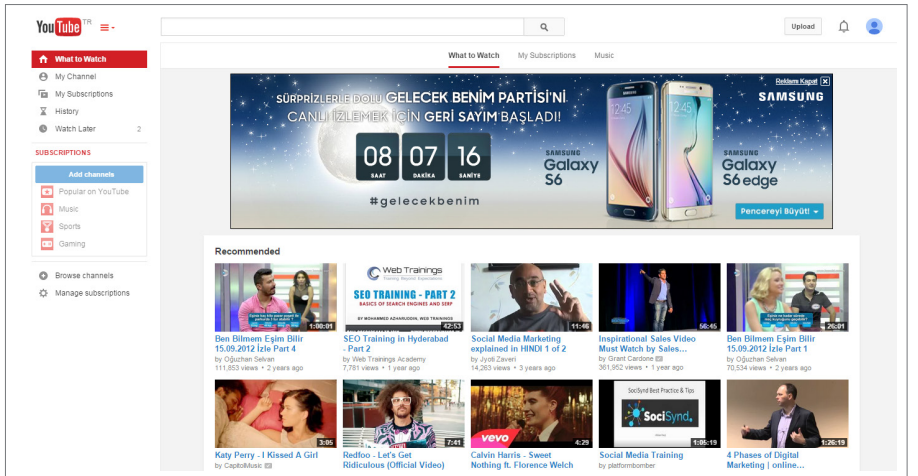 YouTube TR
Upload
What to Watch
My Channel
My Subscriptions
History
Watch Later 2
SUBSCRIPTIONS
Add channels
Popular on YouTube
Music
Sports
Gaming
Browse channels
Manage subscriptions
What to Watch My Subscriptions Music
Reklamı Kapat X
SÜRPRİZLERLE DOLU GELECEK BENİM PARTİSİ'Nİ
CANLI İZLEMEK İÇİN GERİ SAYIM BAŞLADI!
08 07 16
SAAT DAKİKA SANİYE
#gelecekbenim
SAMSUNG
Galaxy
S6
12:45
12:45
SAMSUNG
SAMSUNG
Galaxy
S6 edge
Pencereyi Büyüt!
Recommended
1:00:01
Ben Bilmem Eşim Bilir
15.09.2012 İzle Part 4
by Oğuzhan Selvan
111,853 views • 2 years ago
Web Trainings
SEO TRAINING - PART 2
BASICS OF SEARCH ENGINES AND SERP
BY MOHAMMED AZHARUDDIN, WEB TRAININGS
42:53
SEO Training in Hyderabad
- Part 2
by Web Trainings Academy
7,781 views • 1 year ago
11:46
Social Media Marketing
explained in HINDI 1 of 2
by Jyoti Zaveri
14,263 views • 3 years ago
56:45
Inspirational Sales Video
Must Watch by Sales...
by Grant Cardone
361,952 views • 1 year ago
26:01
Ben Bilmem Eşim Bilir
15.09.2012 İzle Part 1
by Oğuzhan Selvan
70,534 views • 2 years ago
3:05
Katy Perry - I Kissed A Girl
by CapitolMusic
7:41
Redfoo - Let's Get
Ridiculous (Official Video)
vevo
4:29
Calvin Harris - Sweet
Nothing ft. Florence Welch
SociSynd Best Practice & Tips
SociSynd.
1:05:19
Social Media Training
by platformbomber
1:26:19
4 Phases of Digital
Marketing | online...